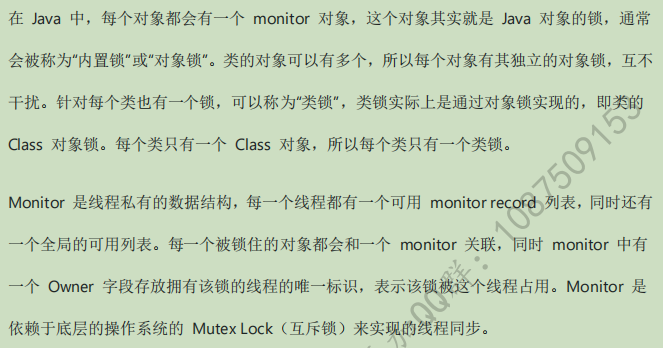 在 Java 中，每个对象都会有一个 monitor 对象，这个对象其实就是 Java 对象的锁，通常
会被称为“内置锁”或“对象锁”。类的对象可以有多个，所以每个对象有其独立的对象锁，互不
干扰。针对每个类也有一个锁，可以称为“类锁”，类锁实际上是通过对象锁实现的，即类的
Class 对象锁。每个类只有一个 Class 对象，所以每个类只有一个类锁。
Monitor 是线程私有的数据结构，每一个线程都有一个可用 monitor record 列表，同时还有
一个全局的可用列表。每一个被锁住的对象都会和一个 monitor 关联，同时 monitor 中有
一个 Owner 字段存放拥有该锁的线程的唯一标识，表示该锁被这个线程占用。Monitor 是
依赖于底层的操作系统的 Mutex Lock（互斥锁）来实现的线程同步。
QQ群：1087509153